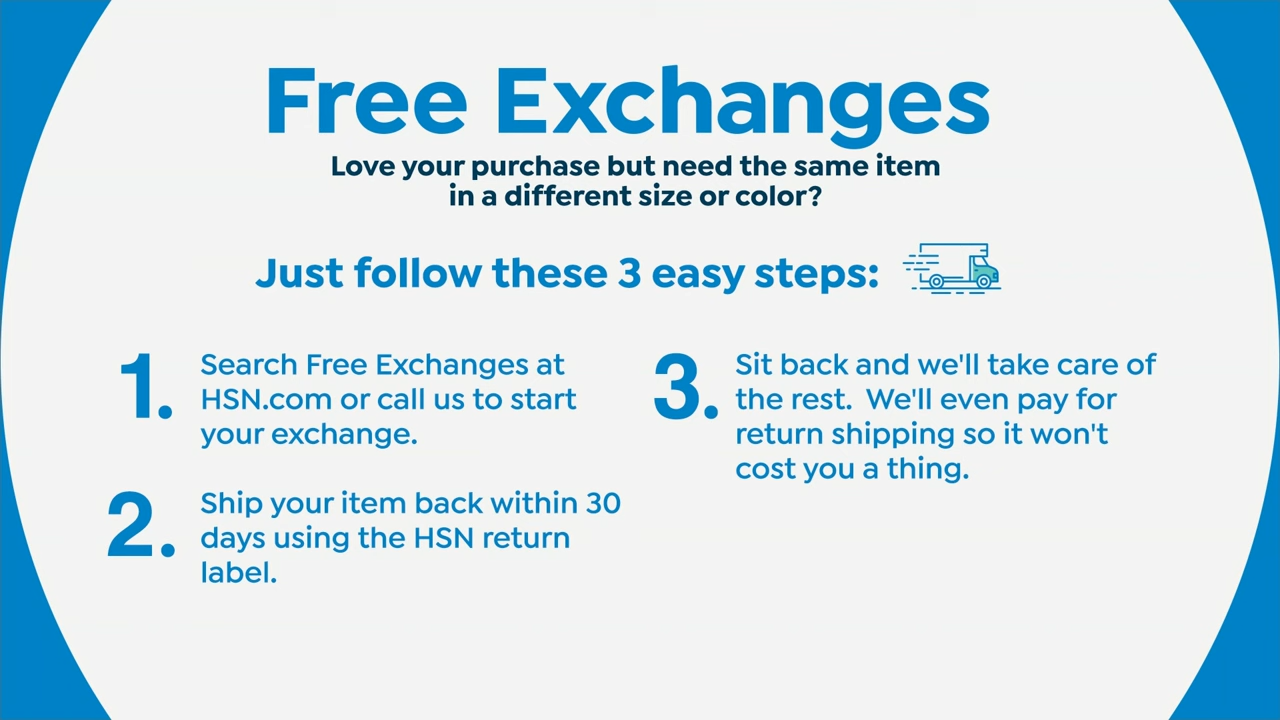 Free Exchanges
Love your purchase but need the same item
in a different size or color?
Just follow these 3 easy steps:
1. Search Free Exchanges at
HSN.com or call us to start
your exchange.
2. Ship your item back within 30
days using the HSN return
label.
3. Sit back and we'll take care of
the rest.  We'll even pay for
return shipping so it won't
cost you a thing.